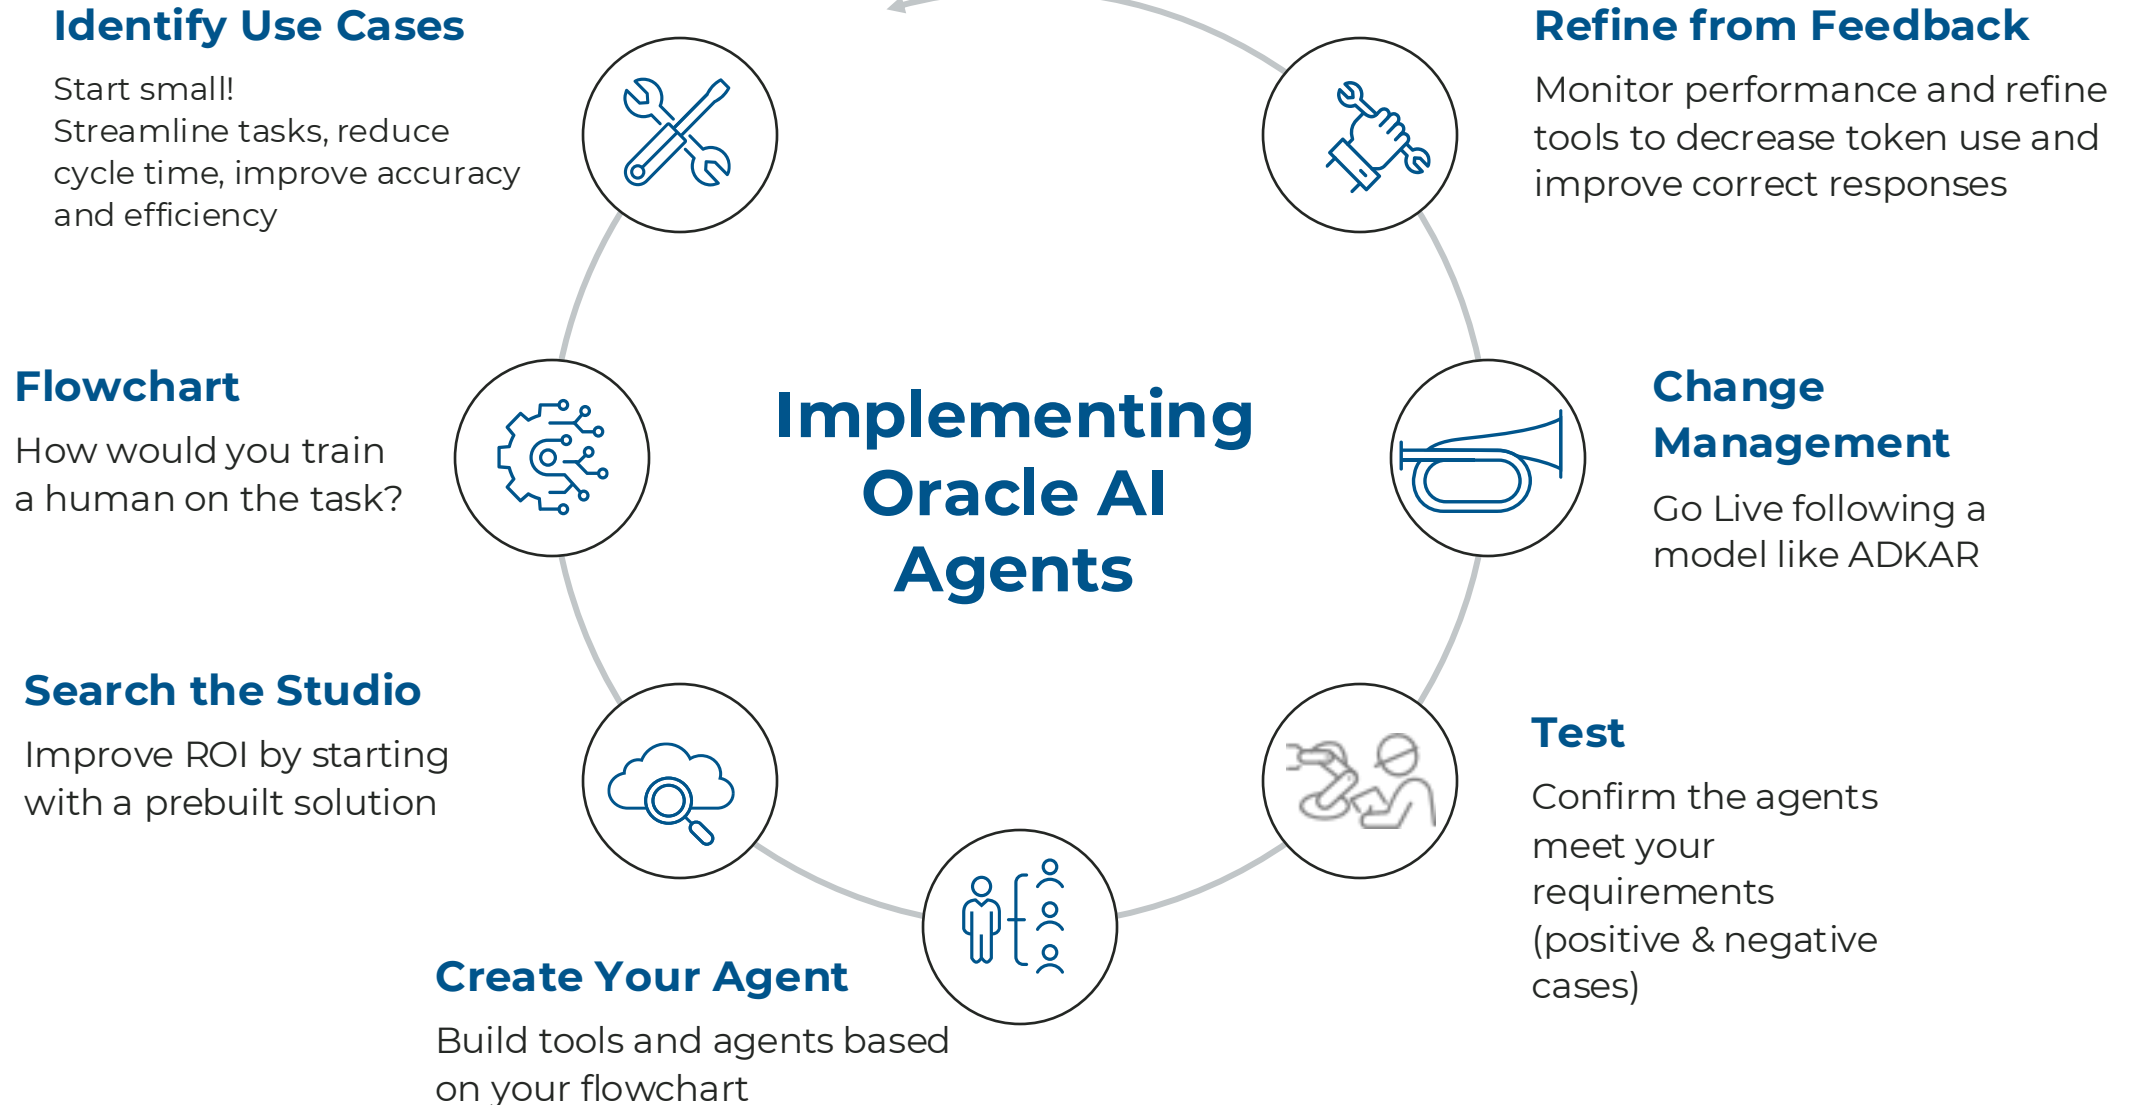 Identify Use Cases
Start small!
Streamline tasks, reduce
cycle time, improve accuracy
and efficiency
Flowchart
How would you train
a human on the task?
Search the Studio
Improve ROI by starting
with a prebuilt solution
Create Your Agent
Build tools and agents based
on your flowchart
Test
Confirm the agents
meet your
requirements
(positive & negative
cases)
Change
Management
Go Live following a
model like ADKAR
Refine from Feedback
Monitor performance and refine
tools to decrease token use and
improve correct responses
Implementing
Oracle AI
Agents